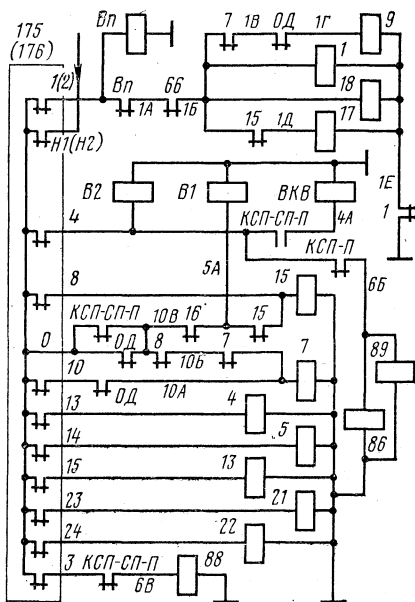 175
(176)
Вп
7 1В ОД 1Г 9
1(2)
Вп 66
1А 1Б
1
18
17
15 1Д
Н1(Н2)
В2 В1 ВКВ
1Е
1
4 КСП-СП-П 4А
КСП-П
5А
6Б
8 15
КСП-СП-П 10В 16 15
0 ОД 8 10Б 7
89
10 ОД 10А 7
13 4
86
14 5
15 13
23 21
24 22
3 КСП-СП-П 6В 88